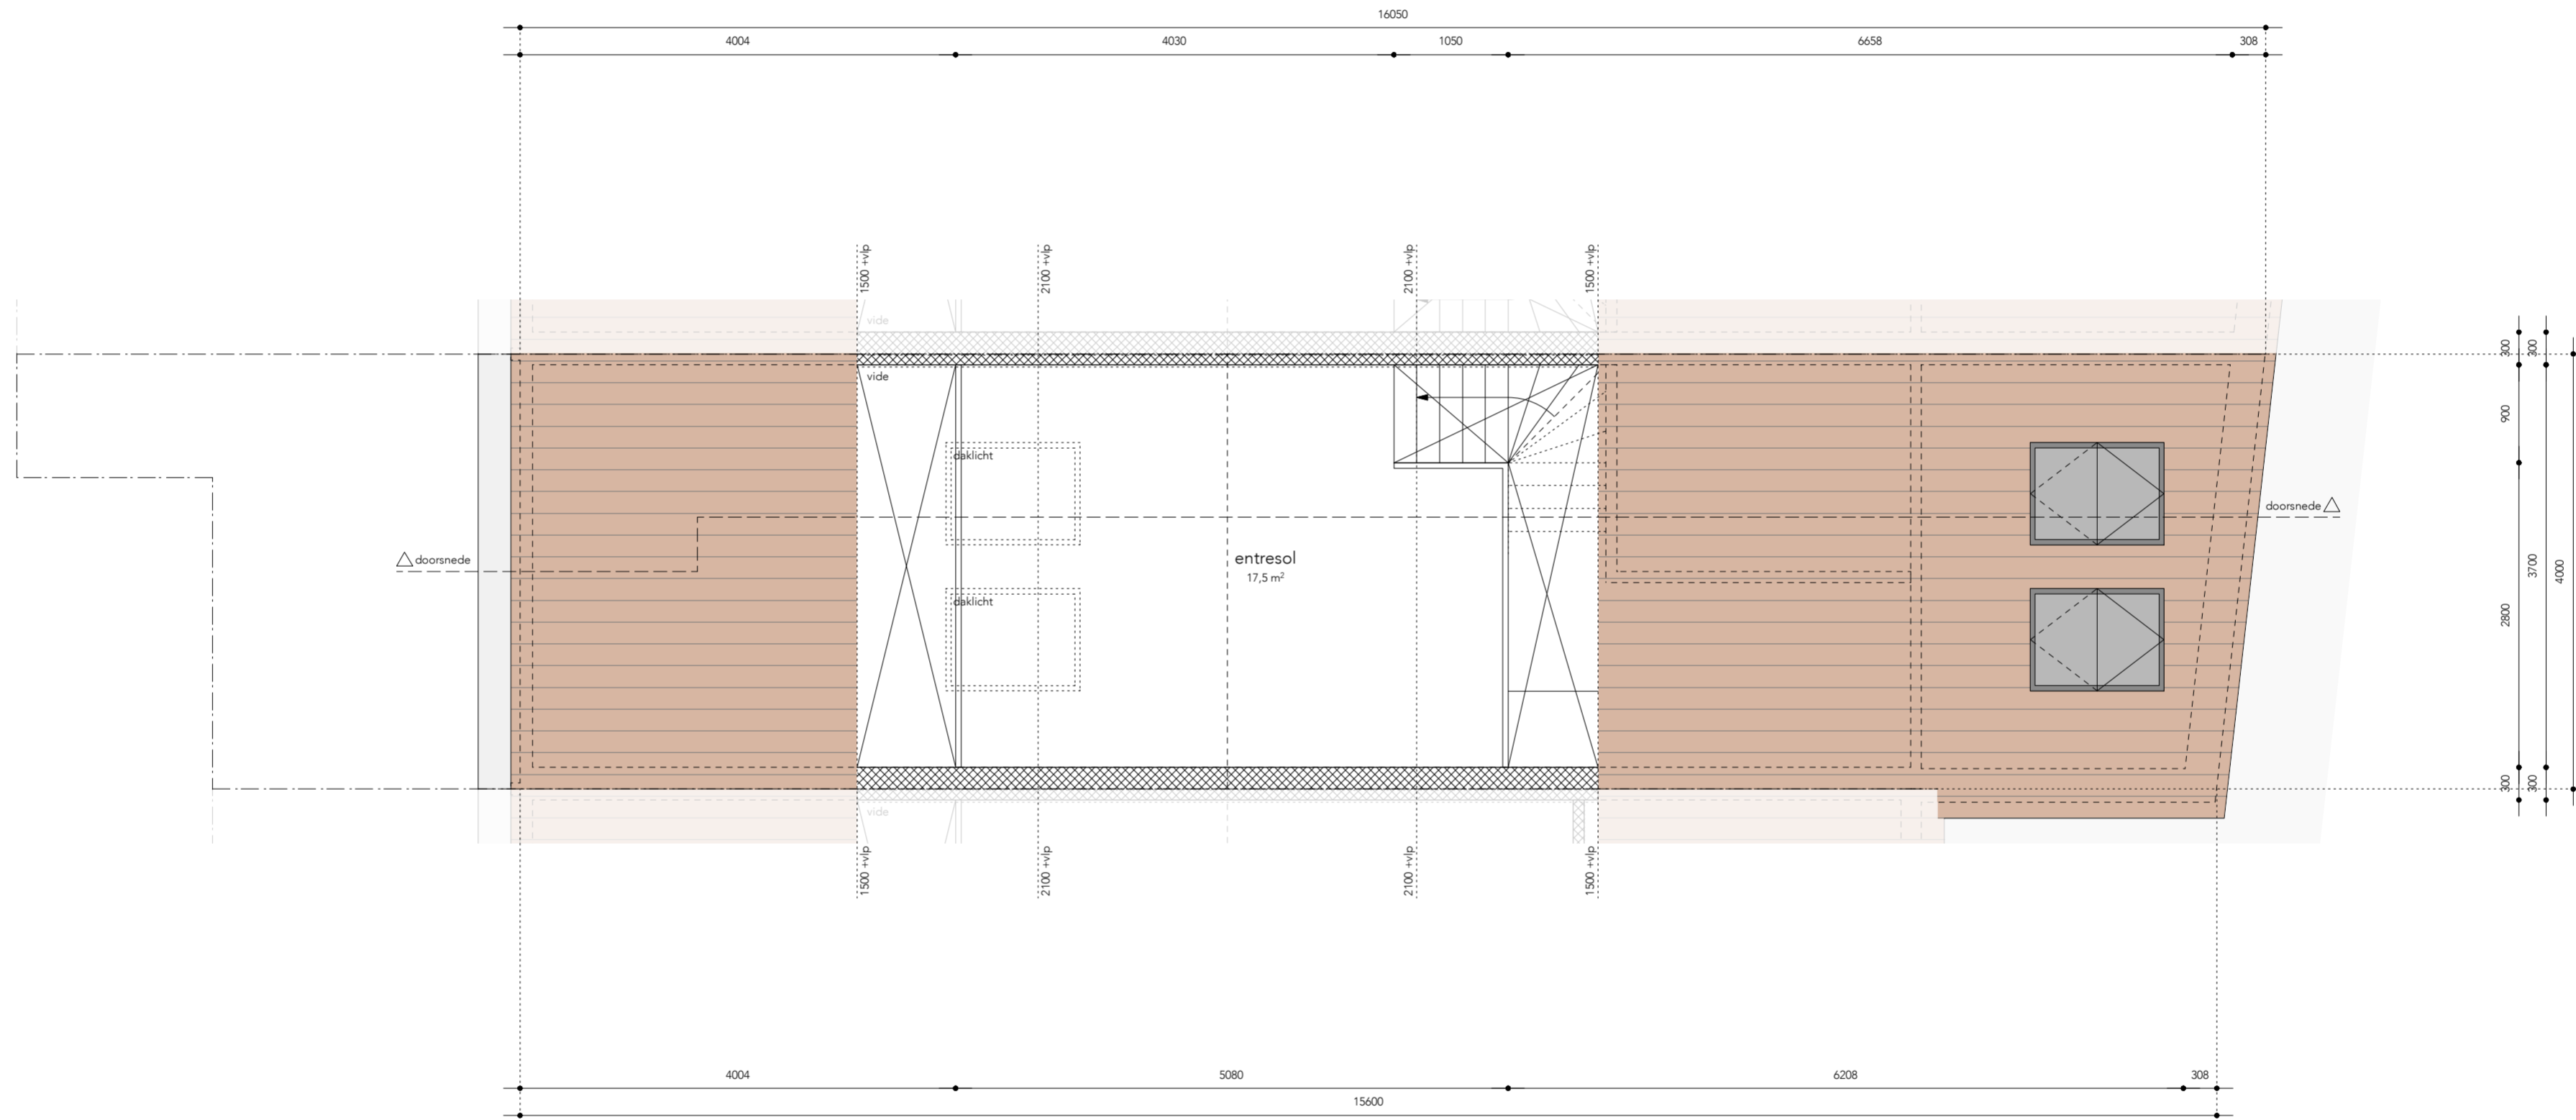 16050
4004 4030 1050 6658 308
1500 +vlp 2100 +vlp 2100 +vlp 1500 +vlp
vide
300 300
vide
900
daklicht
doorsnede
doorsnede
entresol
17,5 m²
3700 4000
daklicht
2800
300 300
vide
1500 +vlp 2100 +vlp 2100 +vlp 1500 +vlp
4004 5080 6208 308
15600